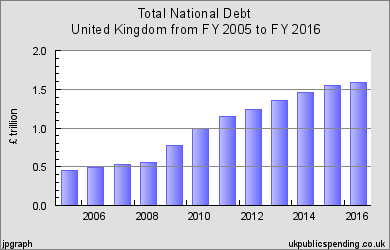 Total National Debt
United Kingdom from FY 2005 to FY 2016
£ trillion
2.0
1.5
1.0
0.5
0.0
2006 2008 2010 2012 2014 2016
jpgraph ukpublicspending.co.uk